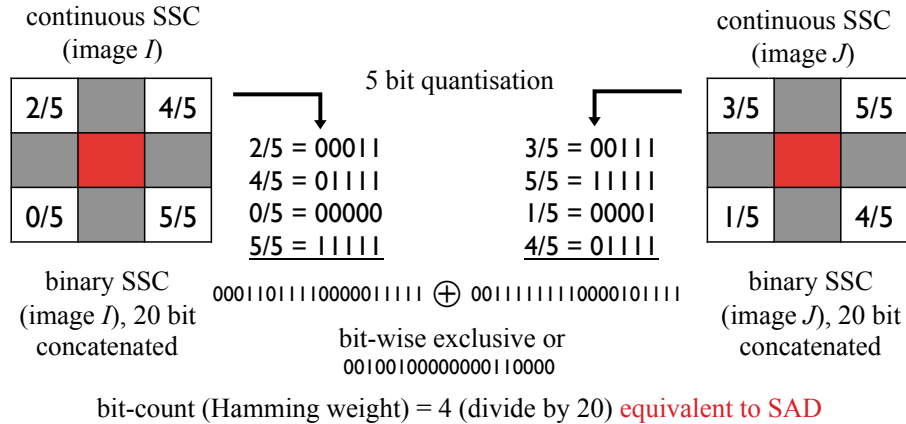 continuous SSC
(image I)
continuous SSC
(image J)
5 bit quantisation
2/5 4/5
0/5 5/5
2/5 = 00011
4/5 = 01111
0/5 = 00000
5/5 = 11111
3/5 = 00111
5/5 = 11111
1/5 = 00001
4/5 = 01111
3/5 5/5
1/5 4/5
binary SSC
(image I), 20 bit
concatenated
00011011110000011111 ⊕ 00111111110000101111
bit-wise exclusive or
00100100000000110000
binary SSC
(image J), 20 bit
concatenated
bit-count (Hamming weight) = 4 (divide by 20) equivalent to SAD